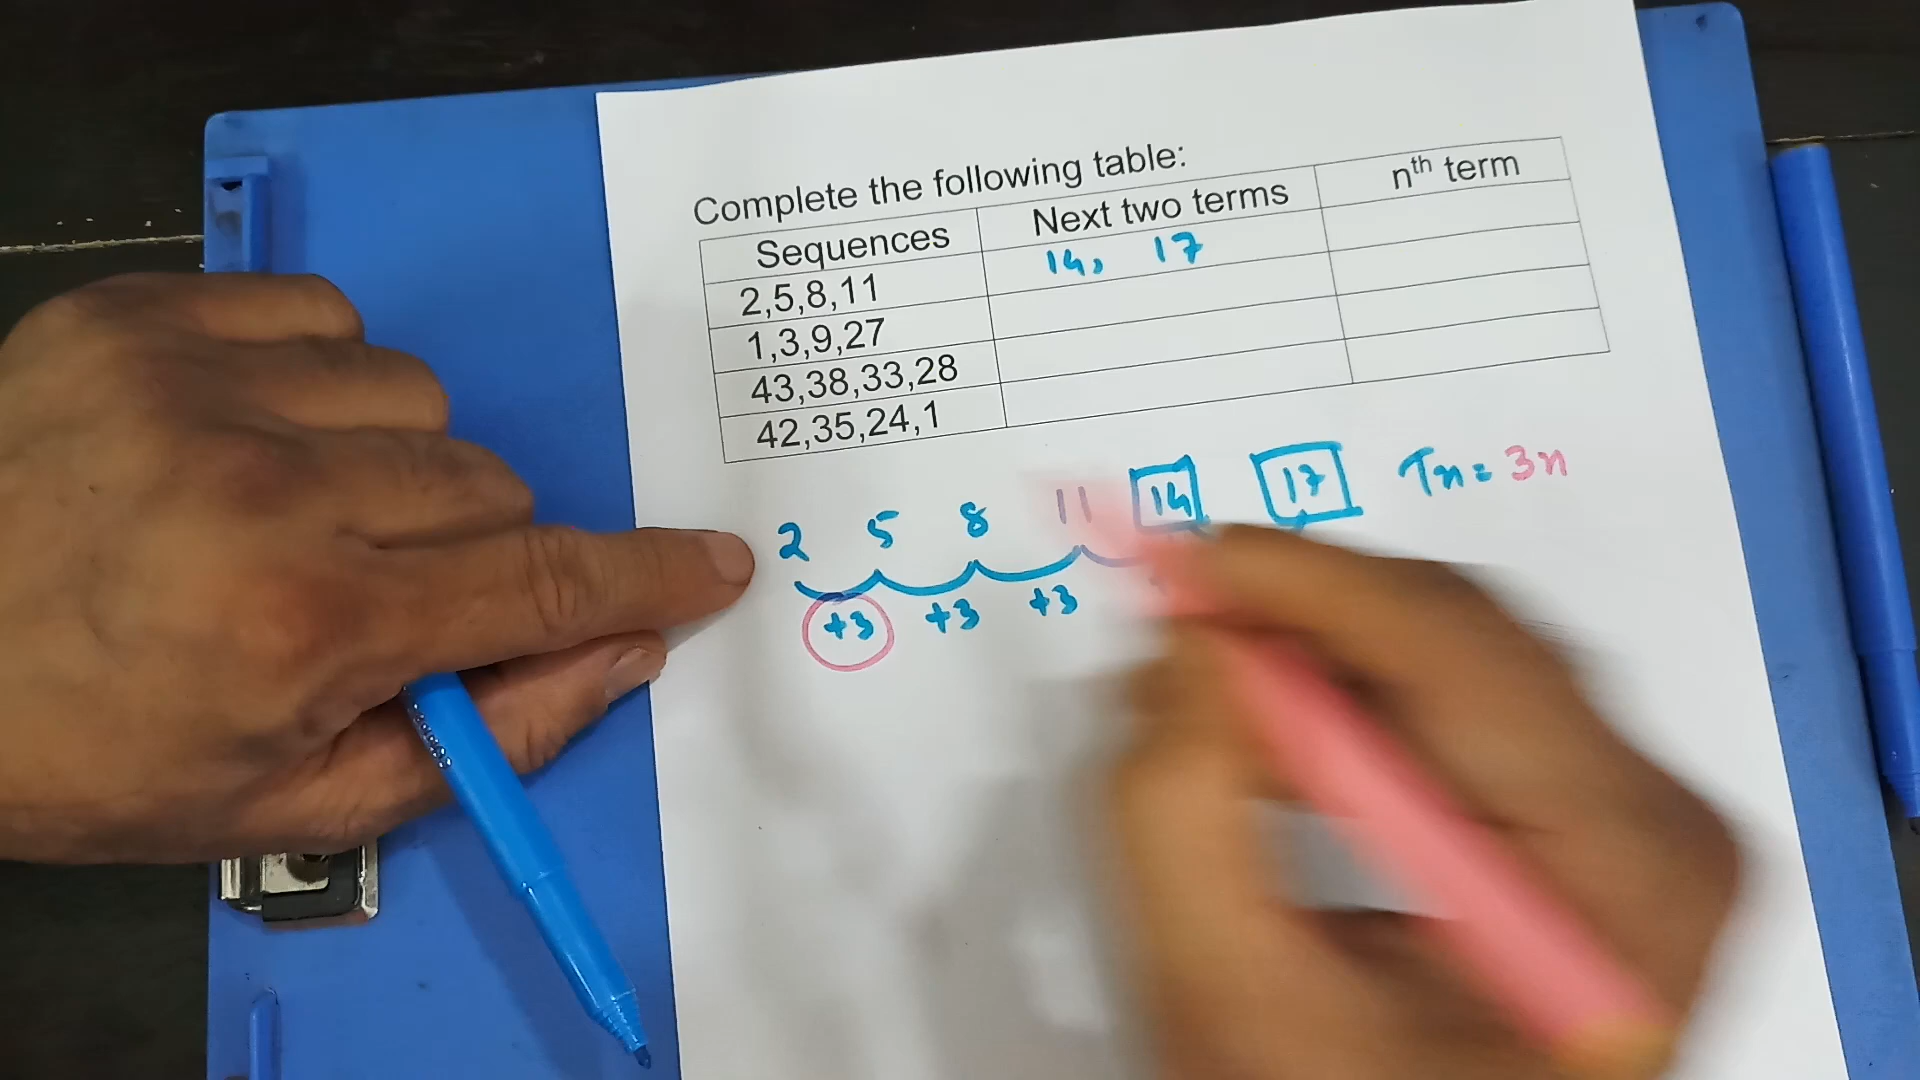 Complete the following table:
Sequences Next two terms nth term
2,5,8,11 14, 17
1,3,9,27
43,38,33,28
42,35,24,1
2 5 8 11 14 17 Tn = 3n
+3 +3 +3